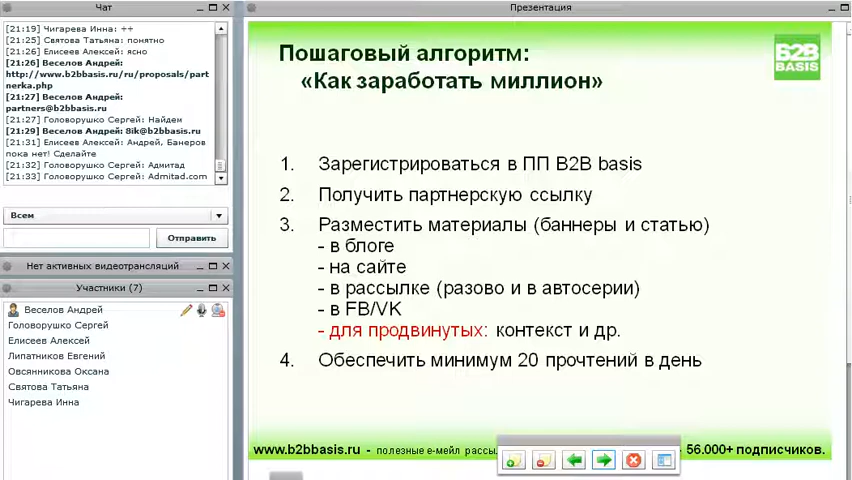 Чат
[21:19] Чигарева Инна: ++
[21:25] Святова Татьяна: понятно
[21:26] Елисеев Алексей: ясно
[21:26] Веселов Андрей:
http://www.b2bbasis.ru/ru/proposals/part
nerka.php
[21:27] Веселов Андрей:
partners@b2bbasis.ru
[21:27] Головорушко Сергей: Найдем
[21:29] Веселов Андрей: 8ik@b2bbasis.ru
[21:31] Елисеев Алексей: Андрей, Банеров
пока нет! Сделайте
[21:32] Головорушко Сергей: Адмитад
[21:33] Головорушко Сергей: Admitad.com
Всем
Отправить
Нет активных видеотрансляций
Участники (7)
Веселов Андрей
Головорушко Сергей
Елисеев Алексей
Липатников Евгений
Овсянникова Оксана
Святова Татьяна
Чигарева Инна
Презентация
Пошаговый алгоритм:
«Как заработать миллион»
B2B
BASIS
1. Зарегистрироваться в ПП B2B basis
2. Получить партнерскую ссылку
3. Разместить материалы (баннеры и статью)
- в блоге
- на сайте
- в рассылке (разово и в автосерии)
- в FB/VK
- для продвинутых: контекст и др.
4. Обеспечить минимум 20 прочтений в день
www.b2bbasis.ru - полезные е-мейл - 56.000+ подписчиков.